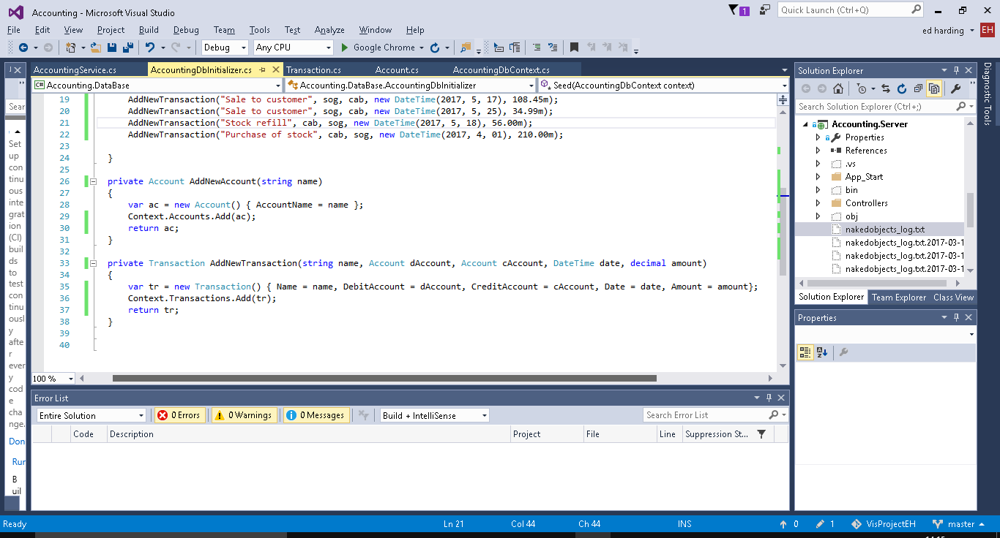 Accounting - Microsoft Visual Studio
1
Quick Launch (Ctrl+Q)
File Edit View Project Build Debug Team Tools Test Analyze Window Help
ed harding EH
Debug Any CPU Google Chrome
AccountingService.cs AccountingDbInitializer.cs Transaction.cs Account.cs AccountingDbContext.cs
Accounting.DataBase Accounting.DataBase.AccountingDbInitializer Seed(AccountingDbContext context)
19 AddNewTransaction("Sale to customer", sog, cab, new DateTime(2017, 5, 17), 108.45m);
20 AddNewTransaction("Sale to customer", sog, cab, new DateTime(2017, 5, 25), 34.99m);
21 AddNewTransaction("Stock refill", cab, sog, new DateTime(2017, 5, 18), 56.00m);
22 AddNewTransaction("Purchase of stock", cab, sog, new DateTime(2017, 4, 01), 210.00m);
23
24 }
25
26 private Account AddNewAccount(string name)
27 {
28 var ac = new Account() { AccountName = name };
29 Context.Accounts.Add(ac);
30 return ac;
31 }
32
33 private Transaction AddNewTransaction(string name, Account dAccount, Account cAccount, DateTime date, decimal amount)
34 {
35 var tr = new Transaction() { Name = name, DebitAccount = dAccount, CreditAccount = cAccount, Date = date, Amount = amount};
36 Context.Transactions.Add(tr);
37 return tr;
38 }
39
40
100 %
Sear
Set
up
con
tinu
ous
inte
grat
ion
(CI)
buil
ds
to
test
con
tinu
ousl
y
afte
r
ever
y
cod
e
cha
nge.
Don
Rur
B
uil
Solution Explorer
Search Solution Explorer (Ctrl+;)
Accounting.Server
Properties
References
.vs
App_Start
bin
Controllers
obj
nakedobjects_log.txt
nakedobjects_log.txt.2017-03-1
nakedobjects_log.txt.2017-03-1
nakedobjects_log.txt.2017-03-1
Solution Explorer Team Explorer Class View
Properties
Diagnostic Tools
Error List
Entire Solution 0 Errors 0 Warnings 0 Messages Build + IntelliSense Search Error List
Code Description Project File Line Suppression St...
Ready Ln 21 Col 44 Ch 44 INS 0 1 VisProjectEH master